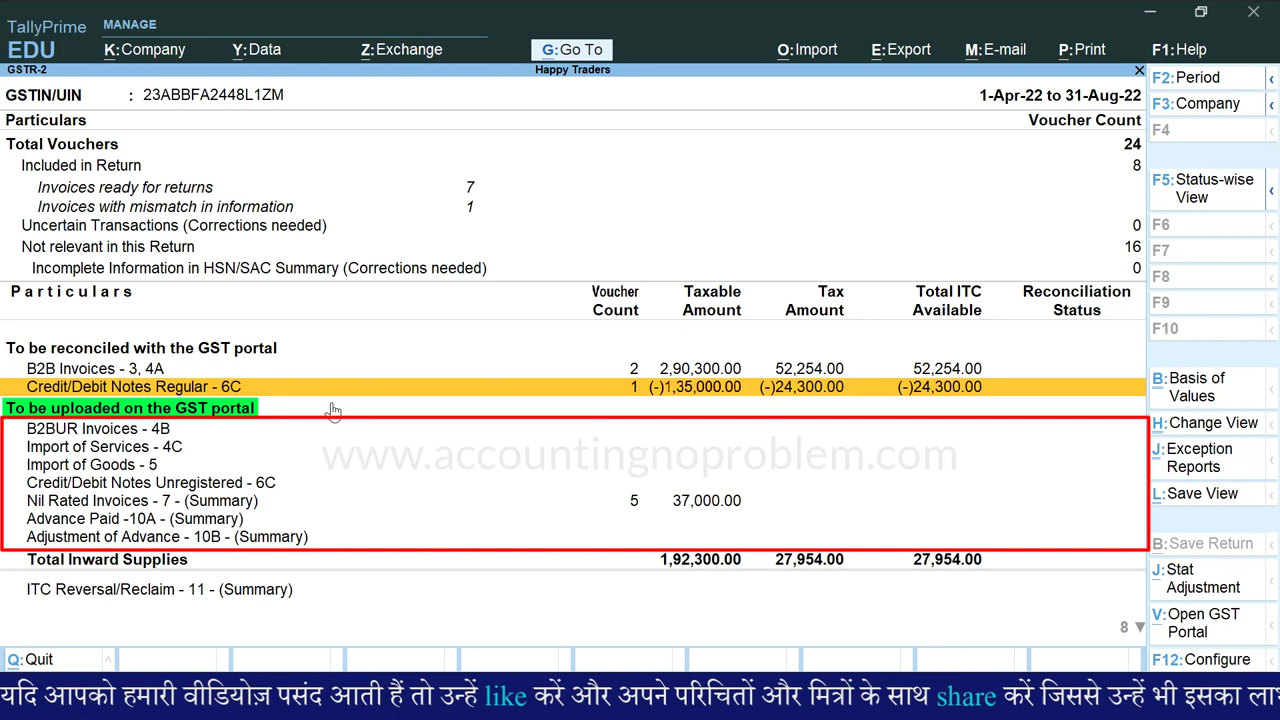 TallyPrime
EDU
MANAGE
K:Company
Y:Data
Z:Exchange
G:Go To
O:Import
E:Export
M:E-mail
P:Print
F1:Help
GSTR-2
Happy Traders
GSTIN/UIN : 23ABBFA2448L1ZM
1-Apr-22 to 31-Aug-22
Particulars Voucher Count
Total Vouchers 24
Included in Return 8
Invoices ready for returns 7
Invoices with mismatch in information 1
Uncertain Transactions (Corrections needed) 0
Not relevant in this Return 16
Incomplete Information in HSN/SAC Summary (Corrections needed) 0
Particulars Voucher Taxable Tax Total ITC Reconciliation
Count Amount Amount Available Status
To be reconciled with the GST portal
B2B Invoices - 3, 4A 2 2,90,300.00 52,254.00 52,254.00
Credit/Debit Notes Regular - 6C 1 (-)1,35,000.00 (-)24,300.00 (-)24,300.00
To be uploaded on the GST portal
B2BUR Invoices - 4B
Import of Services - 4C
www.accountingnoproblem.com
Import of Goods - 5
Credit/Debit Notes Unregistered - 6C
Nil Rated Invoices - 7 - (Summary) 5 37,000.00
Advance Paid -10A - (Summary)
Adjustment of Advance - 10B - (Summary)
Total Inward Supplies 1,92,300.00 27,954.00 27,954.00
ITC Reversal/Reclaim - 11 - (Summary)
8 ▼
F2:Period
F3:Company
F4
F5:Status-wise
View
F6
F7
F8
F9
F10
B:Basis of
Values
H:Change View
J:Exception
Reports
L:Save View
B:Save Return
J:Stat
Adjustment
V:Open GST
Portal
Q:Quit
F12:Configure
यदि आपको हमारी वीडियोज़ पसंद आती हैं तो उन्हें like करें और अपने परिचितों और मित्रों के साथ share करें जिससे उन्हें भी इसका